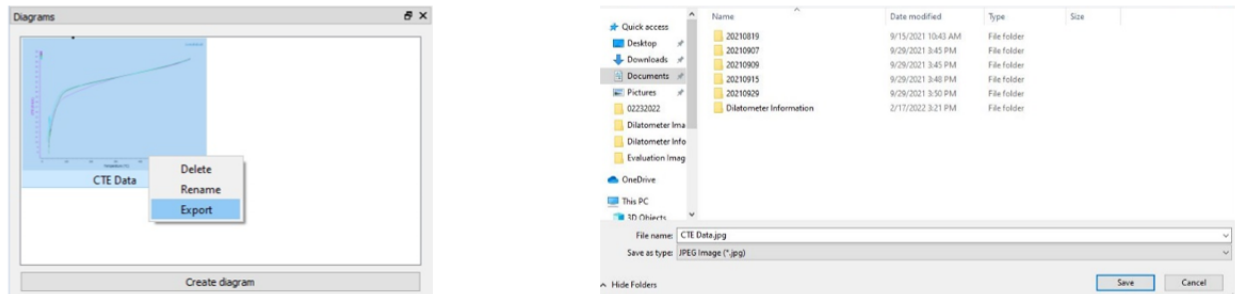 Diagrams
CTE Data
Delete
Rename
Export
Create diagram
Quick access
Desktop
Downloads
Documents
Pictures
02232022
Dilatometer Ima
Dilatometer Info
Evaluation Imag
OneDrive
This PC
3D Objects
Name Date modified Type Size
20210819 9/15/2021 10:43 AM File folder
20210907 9/29/2021 3:45 PM File folder
20210909 9/29/2021 3:45 PM File folder
20210915 9/29/2021 3:48 PM File folder
20210929 9/29/2021 3:50 PM File folder
Dilatometer Information 2/17/2022 3:21 PM File folder
File name: CTE Data.jpg
Save as type: JPEG Image (*.jpg)
Hide Folders
Save Cancel